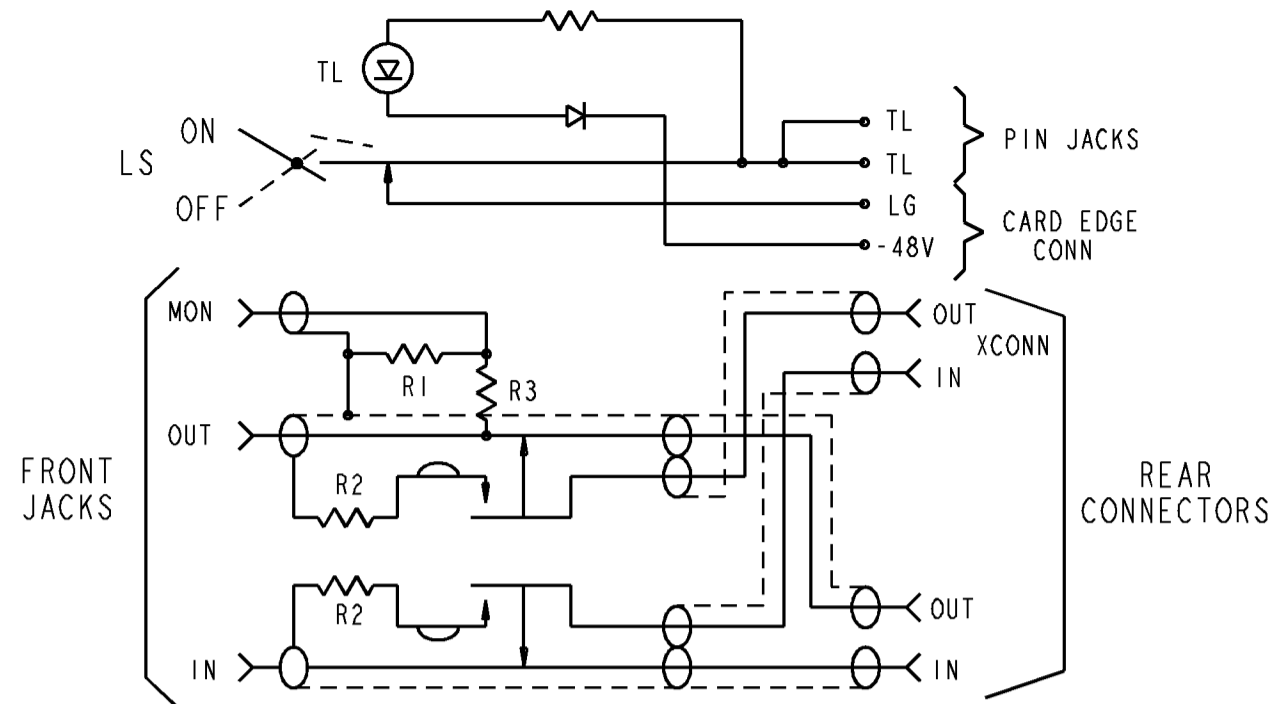 TL
ON
LS
OFF
TL
TL
LG
-48V
PIN JACKS
CARD EDGE
CONN
MON
R1
R3
OUT
R2
R2
IN
FRONT
JACKS
OUT
XCONN
IN
OUT
IN
REAR
CONNECTORS